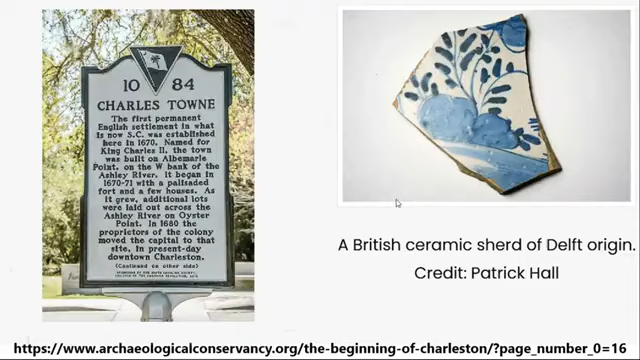 10 84
CHARLES TOWNE
The first permanent
English settlement in what
is now S.C. was established
here in 1670. Named for
King Charles II, the town
was built on Albemarle
Point, on the W bank of the
Ashley River. It began in
1670-71 with a palisaded
fort and a few houses. As
it grew, additional lots
were laid out across the
Ashley River on Oyster
Point. In 1680 the
proprietors of the colony
moved the capital to that
site, in present-day
downtown Charleston.
(Continued on other side)
A British ceramic sherd of Delft origin.
Credit: Patrick Hall
https://www.archaeologicalconservancy.org/the-beginning-of-charleston/?page_number_0=16